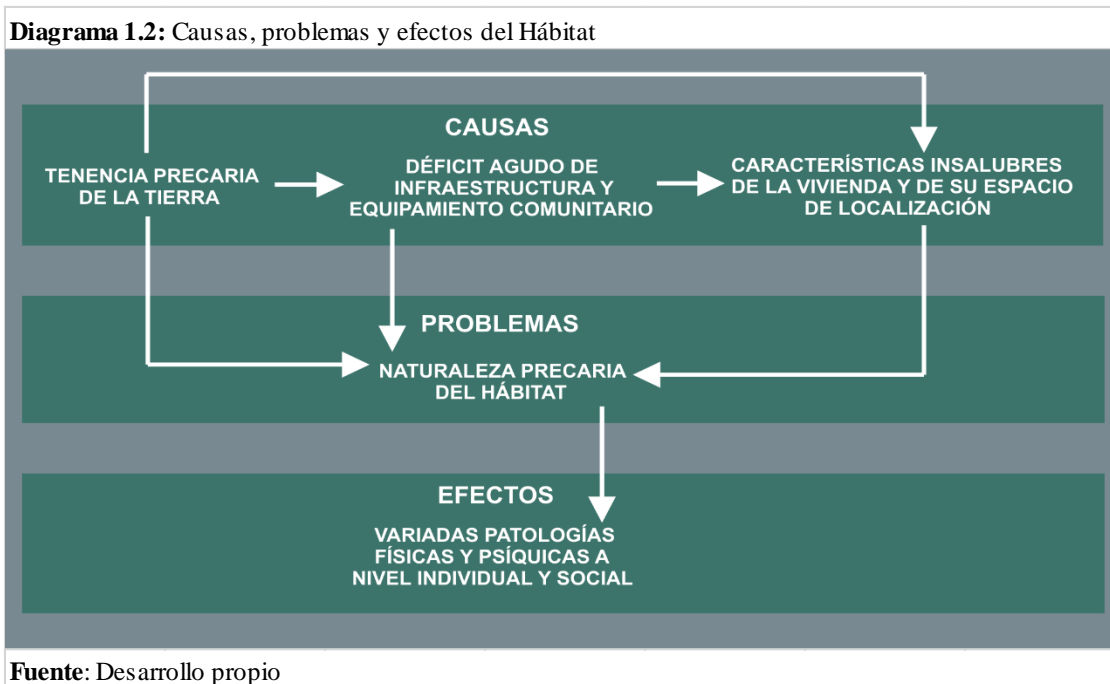 Diagrama 1.2: Causas, problemas y efectos del Hábitat
CAUSAS
TENENCIA PRECARIA
DE LA TIERRA
DÉFICIT AGUDO DE
INFRAESTRUCTURA Y
EQUIPAMIENTO COMUNITARIO
CARACTERÍSTICAS INSALUBRES
DE LA VIVIENDA Y DE SU ESPACIO
DE LOCALIZACIÓN
PROBLEMAS
NATURALEZA PRECARIA
DEL HÁBITAT
EFECTOS
VARIADAS PATOLOGÍAS
FÍSICAS Y PSÍQUICAS A
NIVEL INDIVIDUAL Y SOCIAL
Fuente: Desarrollo propio